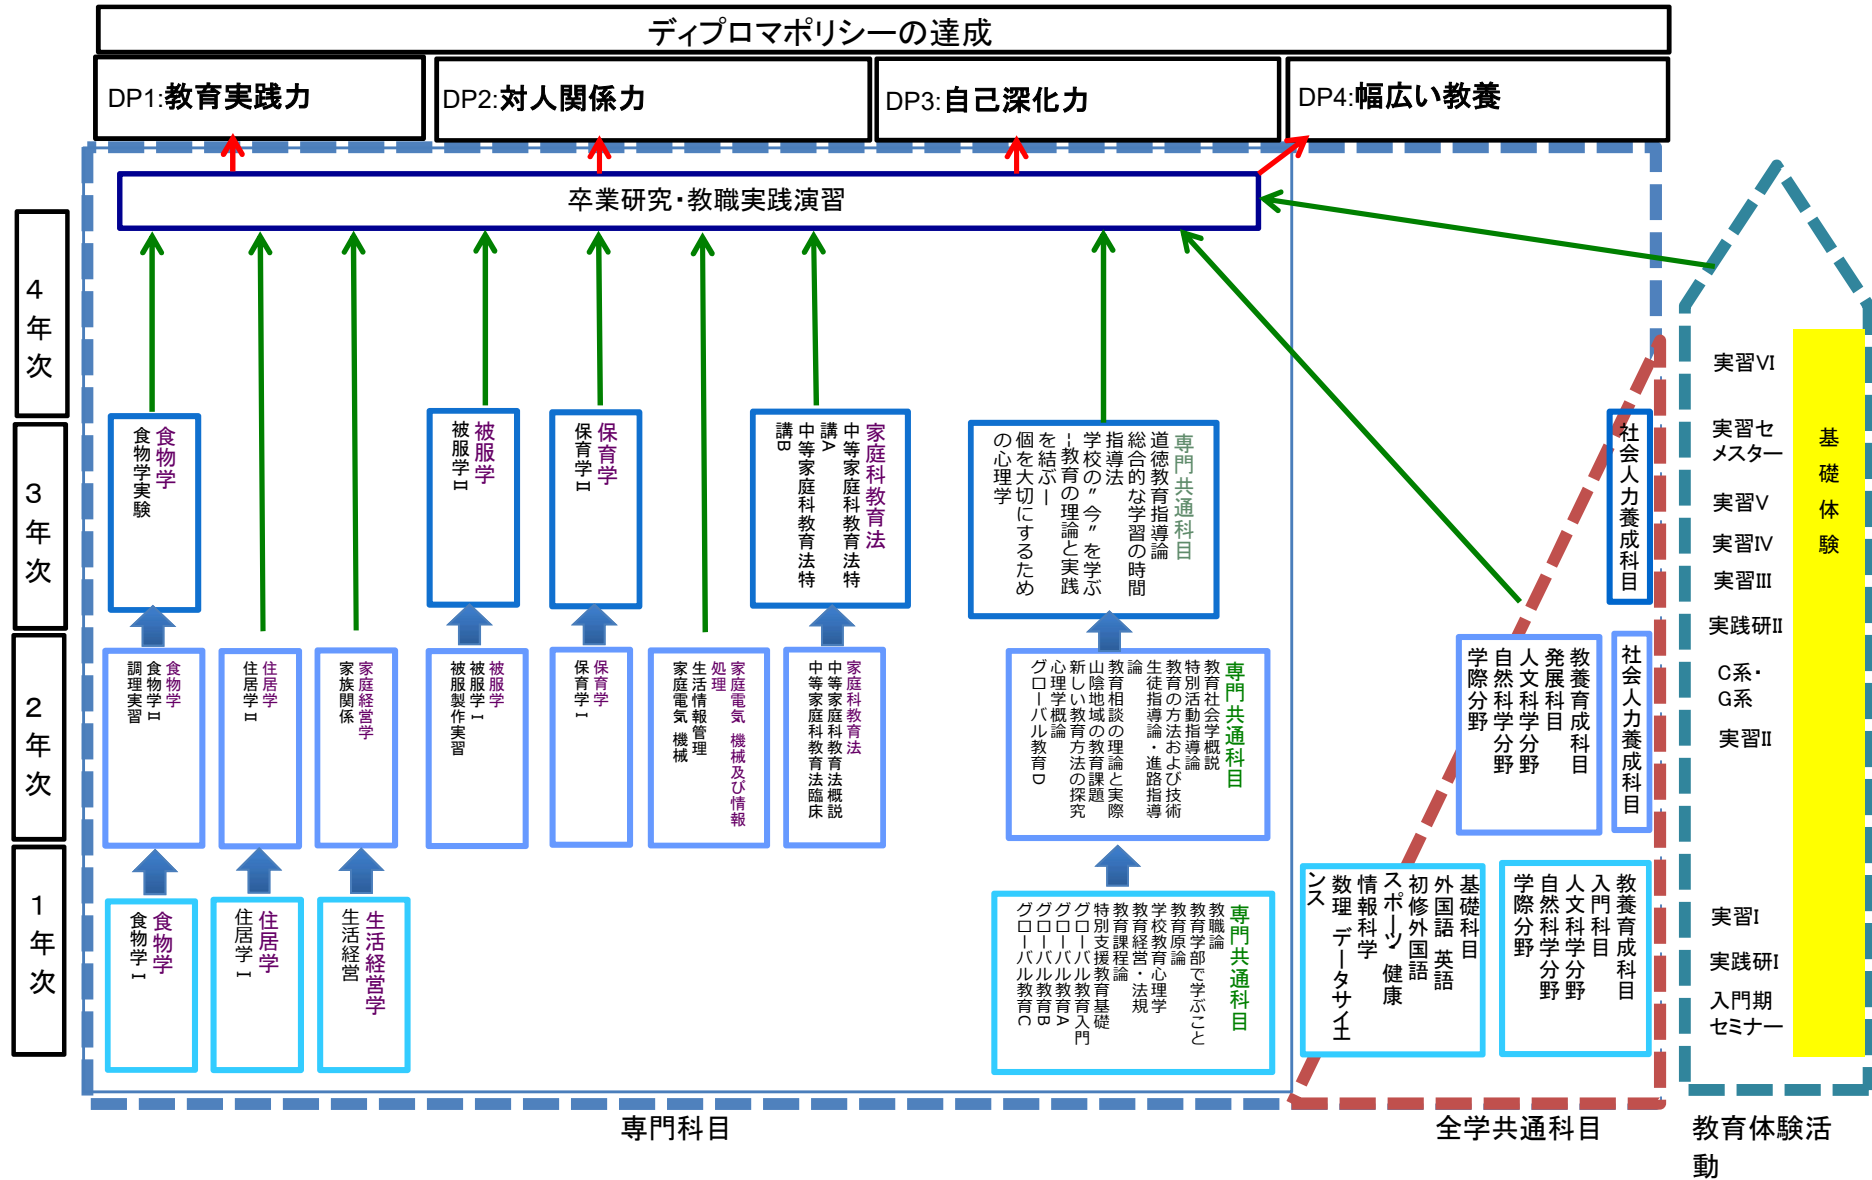 ディプロマポリシーの達成
DP1:教育実践力
DP2:対人関係力
DP3:自己深化力
DP4:幅広い教養
卒業研究・教職実践演習
4年次
3年次
2年次
1年次
食物学
食物学実験
被服学
被服学Ⅱ
保育学
保育学Ⅱ
家庭科教育法
中等家庭科教育法特
講A
中等家庭科教育法特
講B
専門共通科目
道徳教育指導論
総合的な学習の時間
指導法
学校の”今”を学ぶ
ー教育の理論と実践
を結ぶー
個を大切にするため
の心理学
社会人力養成科目
食物学
食物学Ⅱ
調理実習
住居学
住居学Ⅱ
家庭経営学
家族関係
被服学
被服学Ⅰ
被服製作実習
保育学
保育学Ⅰ
家庭電気 機械及び情報
処理
生活情報管理
家庭電気 機械
家庭科教育法
中等家庭科教育法概説
中等家庭科教育法臨床
専門共通科目
教育社会学概説
特別活動指導論
教育の方法および技術
生徒指導論・進路指導
論
教育相談の理論と実際
山陰地域の教育課題
新しい教育方法の探究
心理学概論
グローバル教育D
教養育成科目
発展科目
人文科学分野
自然科学分野
学際分野
社会人力養成科目
食物学
食物学Ⅰ
住居学
住居学Ⅰ
生活経営学
生活経営
専門共通科目
教職論
教育学部で学ぶこと
教育原論
学校教育心理学
教育経営・法規
教育課程論
特別支援教育基礎
グローバル教育入門
グローバル教育A
グローバル教育B
グローバル教育C
基礎科目
外国語 英語
初修外国語
スポーツ 健康
情報科学
数理 データサイエ
ンス
教養育成科目
入門科目
人文科学分野
自然科学分野
学際分野
実習Ⅵ
実習セ
メスター
実習Ⅴ
実習Ⅳ
実習Ⅲ
実践研Ⅱ
C系・
G系
実習Ⅱ
実習Ⅰ
実践研Ⅰ
入門期
セミナー
基礎体験
専門科目
全学共通科目
教育体験活
動